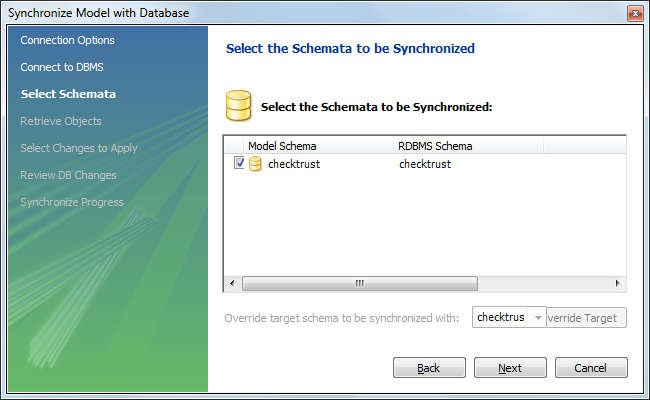 Synchronize Model with Database
Connection Options
Connect to DBMS
Select Schemata
Retrieve Objects
Select Changes to Apply
Review DB Changes
Synchronize Progress
Select the Schemata to be Synchronized
Select the Schemata to be Synchronized:
Model Schema RDBMS Schema
checktrust checktrust
Override target schema to be synchronized with: checktrus verride Target
Back Next Cancel